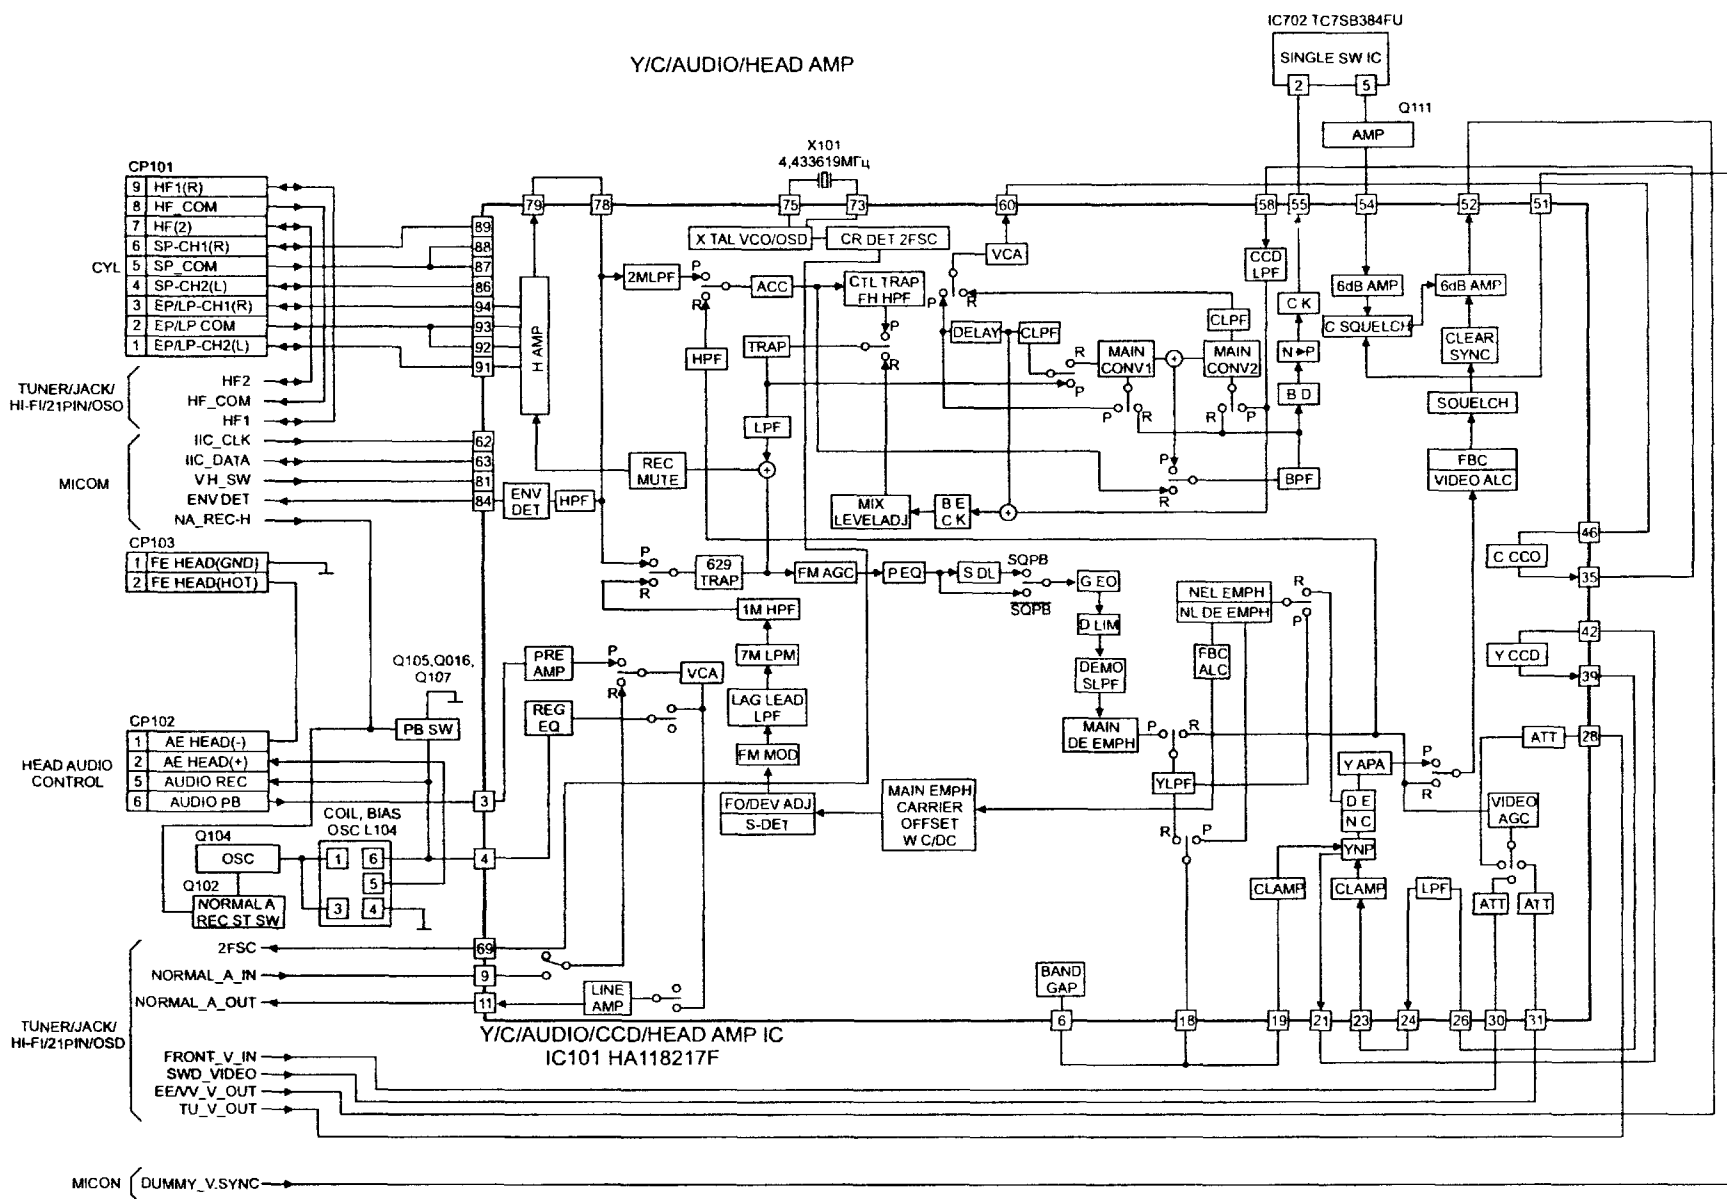 IC702 TC7SB384FU
SINGLE SW IC
2 5
Y/C/AUDIO/HEAD AMP
Q111
AMP
X101
4,433619МГц
CP101
9 HF1(R)
8 HF_COM
7 HF(2)
6 SP-CH1(R)
5 SP_COM
4 SP-CH2(L)
3 EP/LP-CH1(R)
2 EP/LP COM
1 EP/LP-CH2(L)
CYL
79 78 75 73 60 58 55 54 52 51
89
88
87
86
94
93
92
91
H AMP
X TAL VCO/OSD
CR DET 2FSC
VCA
CCD
LPF
2MLPF
P
R
ACC
CTL TRAP
FH HPF
P
R
P
R
C K
6dB AMP
6dB AMP
C SQUELCH
CLEAR
SYNC
DELAY
CLPF
CLPF
HPF
TRAP
R
P
MAIN
CONV1
+
MAIN
CONV2
N P
B D
P R
R P
SOUELCH
LPF
+
REC
MUTE
P
R
BPF
FBC
VIDEO ALC
MIX
LEVELADJ
B E
C K
+
TUNER/JACK/
HI-FI/21PIN/OSO
HF2
HF_COM
HF1
MICOM
IIC_CLK
IIC_DATA
VH_SW
ENV DET
NA_REC-H
62
63
81
84
ENV
DET
HPF
CP103
1 FE HEAD(GND)
2 FE HEAD(HOT)
P
R
629
TRAP
FM AGC
P EQ
S DL
SQPB
SQPB
G EO
D LIM
DEMO
SLPF
MAIN
DE EMPH
P R
YLPF
R P
NEL EMPH
NL DE EMPH
R
P
FBC
ALC
46
C CCO
35
42
Y CCD
39
ATT
28
1M HPF
7M LPM
LAG LEAD
LPF
FM MOD
FO/DEV ADJ
S-DET
MAIN EMPH
CARRIER
OFFSET
W C/DC
PRE
AMP
P
R
VCA
REG
EQ
Q105,Q016,
Q107
PB SW
CP102
1 AE HEAD(-)
2 AE HEAD(+)
5 AUDIO REC
6 AUDIO PB
HEAD AUDIO
CONTROL
3
4
COIL, BIAS
OSC L104
1 6
5
3 4
Q104
OSC
Q102
NORMAL A
REC ST SW
Y APA
P
R
D E
N C
YNP
VIDEO
AGC
CLAMP
CLAMP
LPF
ATT
ATT
TUNER/JACK/
HI-FI/21PIN/OSD
2FSC
NORMAL_A_IN
NORMAL_A_OUT
69
9
11
LINE
AMP
BAND
GAP
6 18 19 21 23 24 26 30 31
Y/C/AUDIO/CCD/HEAD AMP IC
IC101 HA118217F
FRONT_V_IN
SWD_VIDEO
EE/VV_V_OUT
TU_V_OUT
MICON
DUMMY_V.SYNC